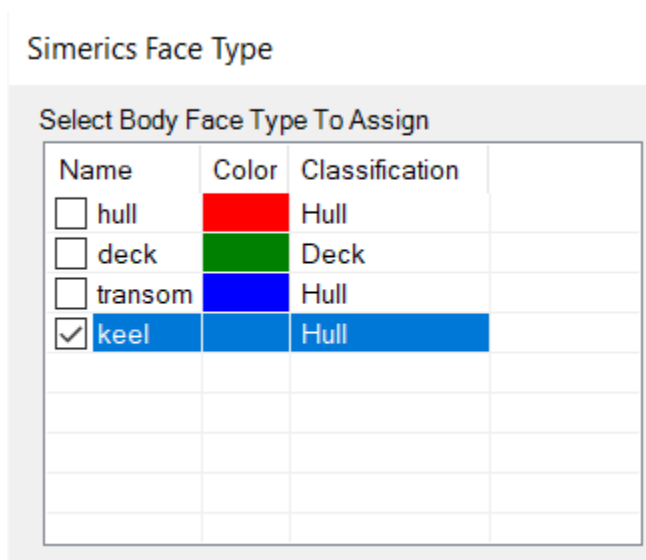 Simerics Face Type
Select Body Face Type To Assign
Name Color Classification
hull Hull
deck Deck
transom Hull
keel Hull